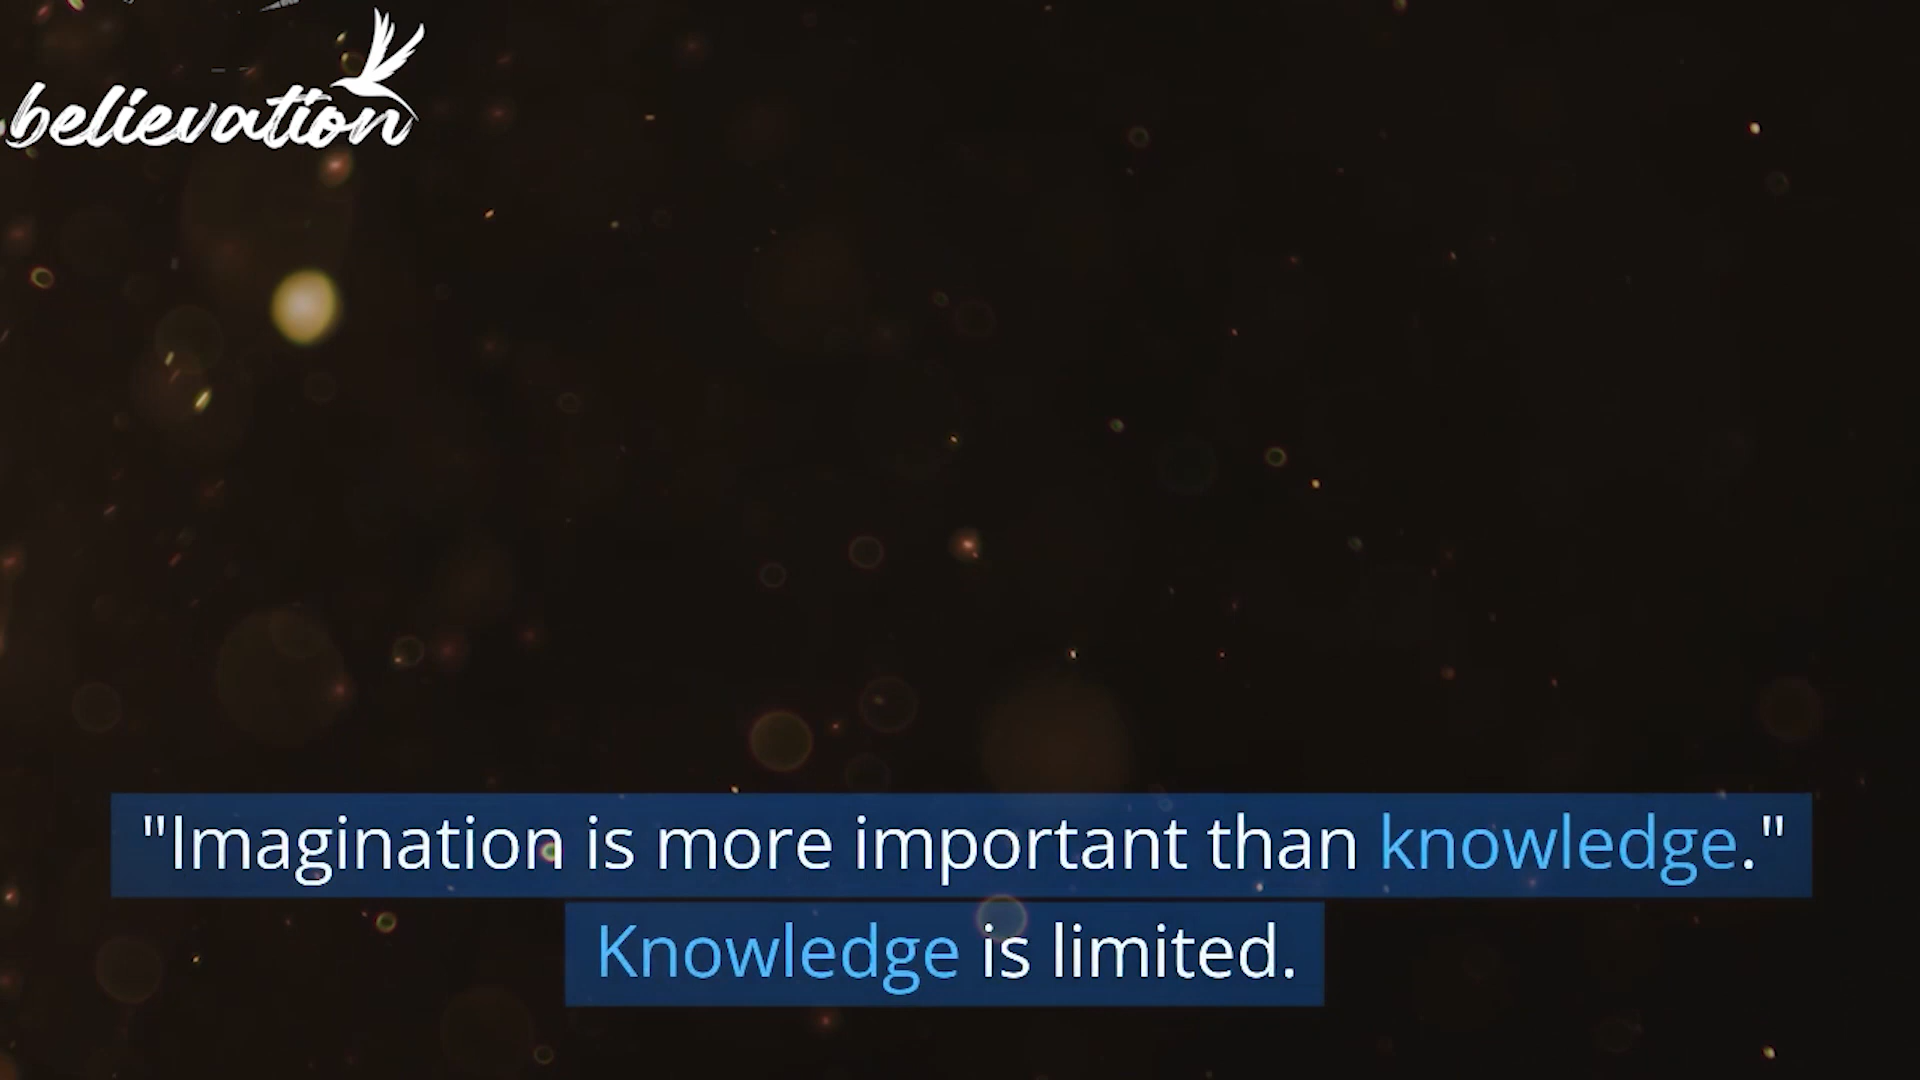 believation
"Imagination is more important than knowledge."
Knowledge is limited.